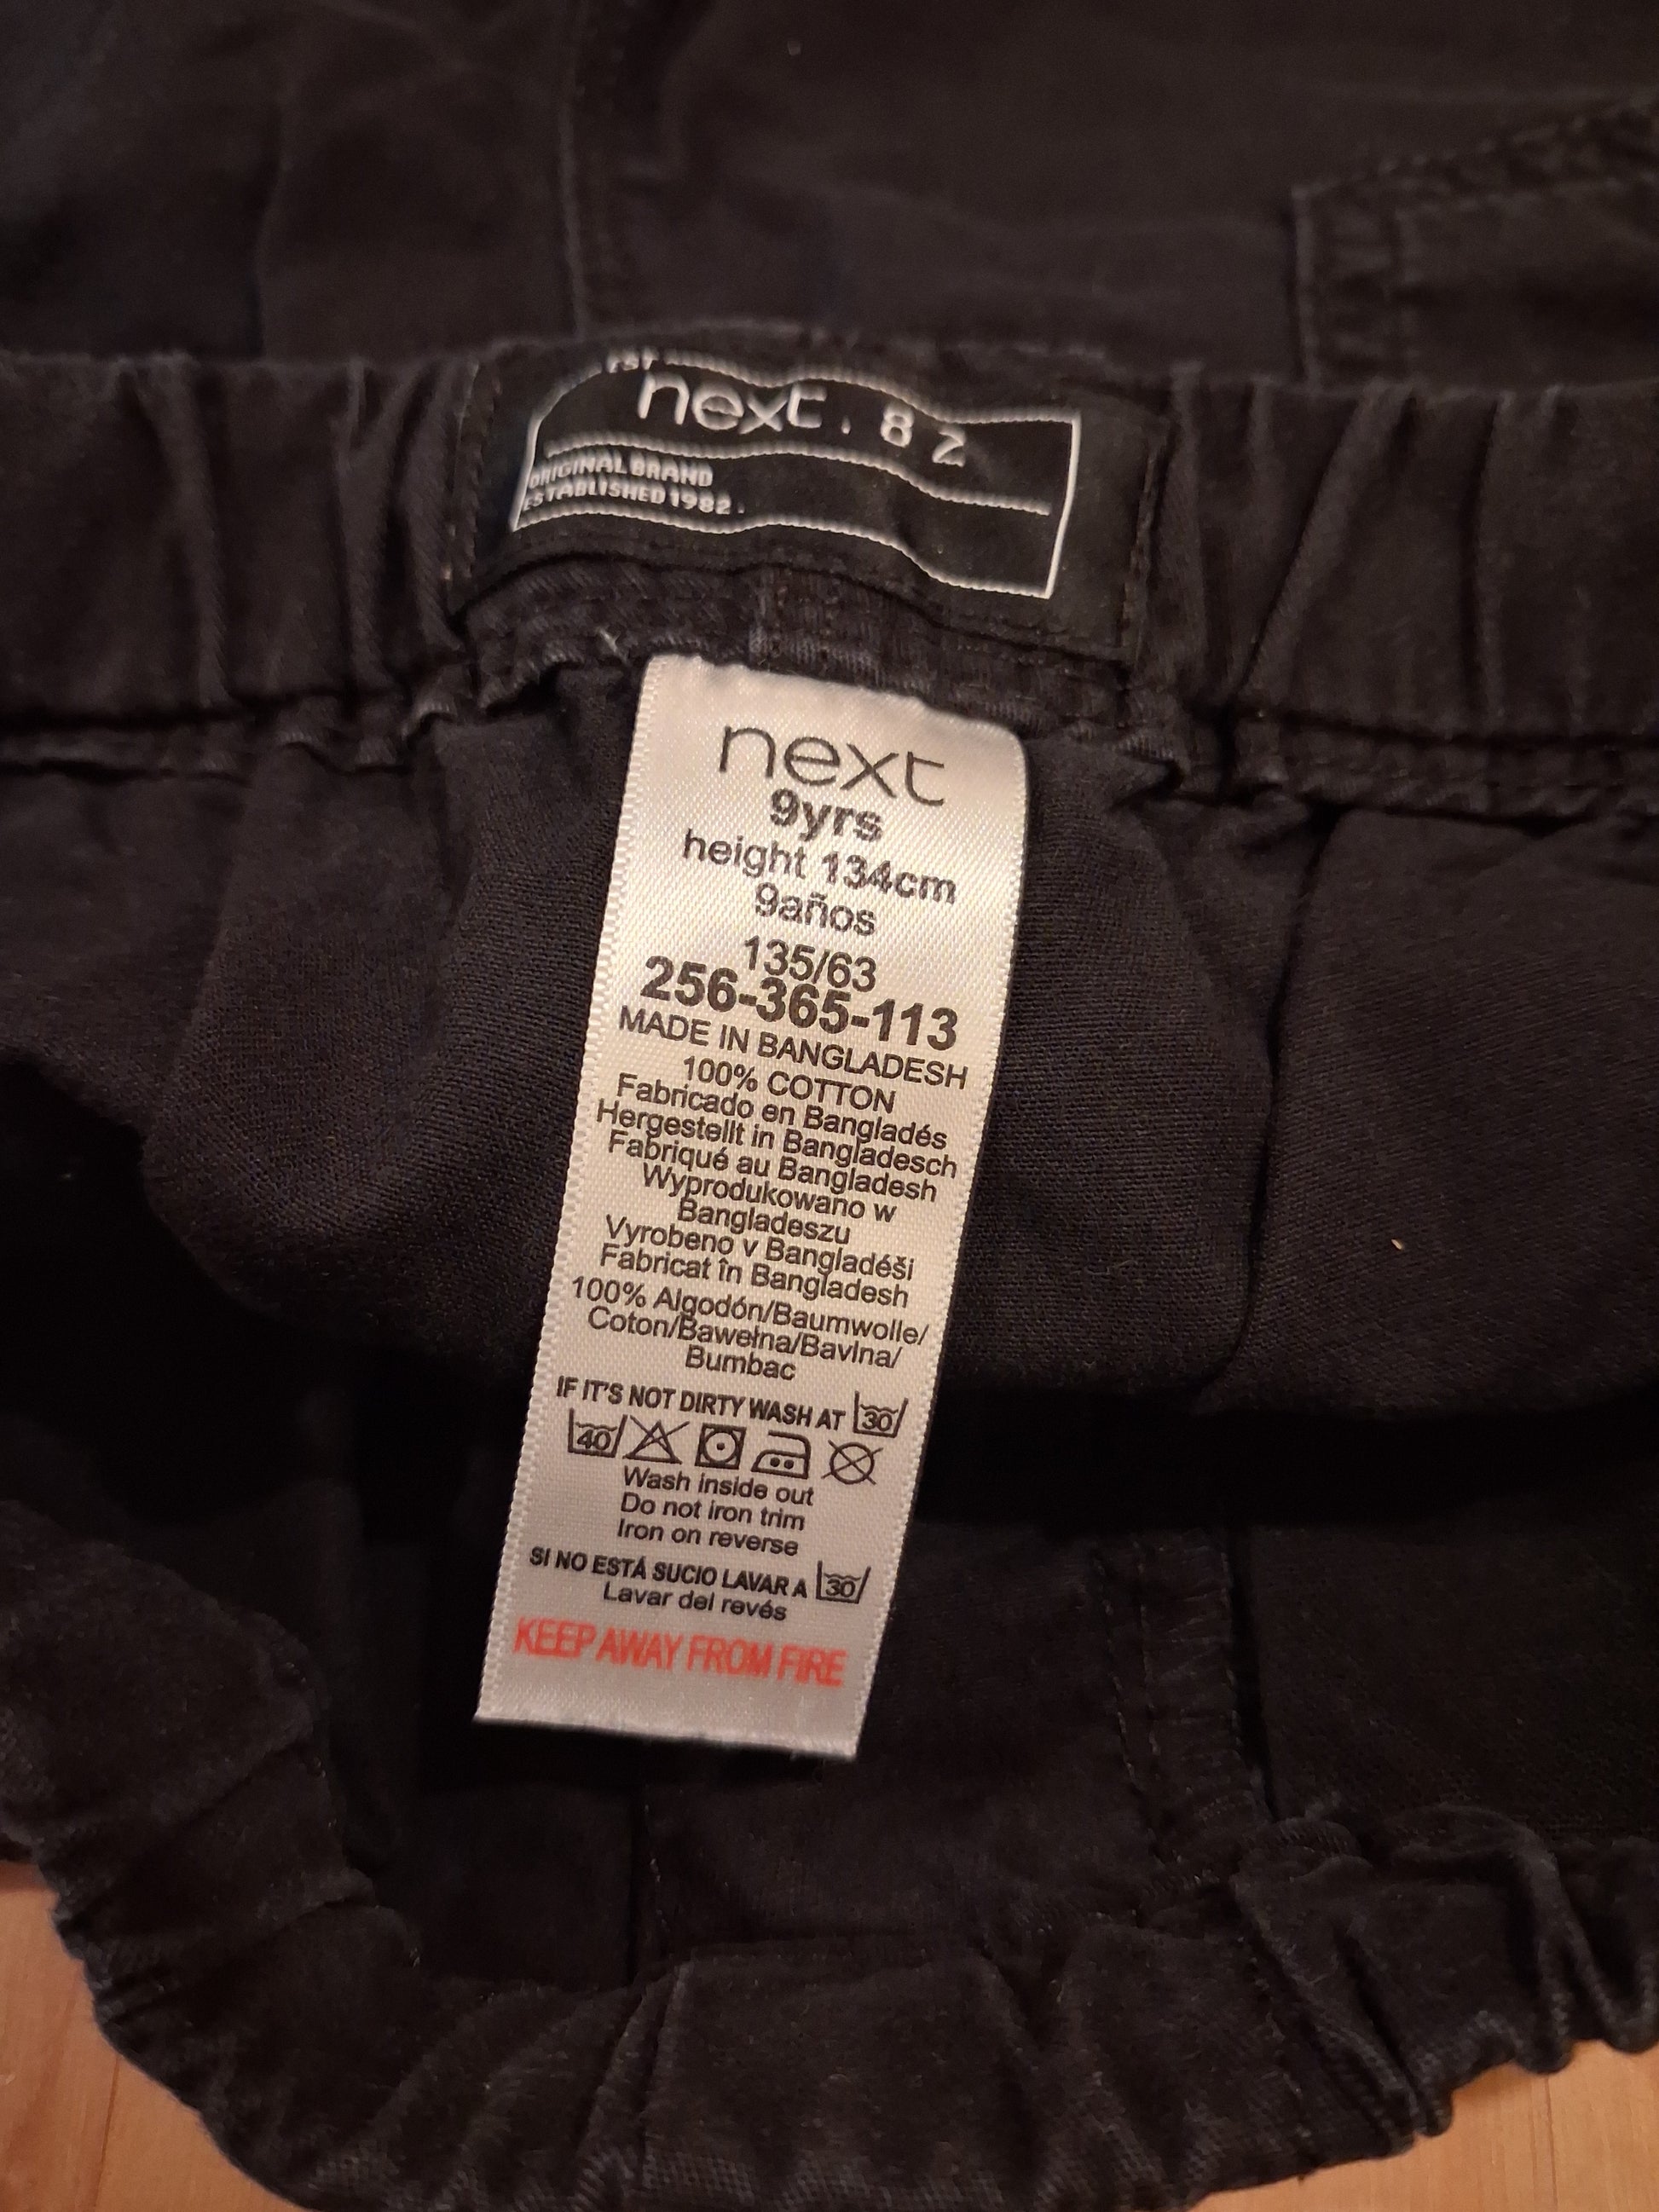 EST
next. 82
ORIGINAL BRAND
ESTABLISHED 1982.
next
9yrs
height 134cm
9años
135/63
256-365-113
MADE IN BANGLADESH
100% COTTON
Fabricado en Bangladés
Hergestellt in Bangladesch
Fabriqué au Bangladesh
Wyprodukowano w
Bangladeszu
Vyrobeno v Bangladéši
Fabricat în Bangladesh
100% Algodón/Baumwolle/
Coton/Bawełna/Bavlna/
Bumbac
IF IT'S NOT DIRTY WASH AT 30
40
Wash inside out
Do not iron trim
Iron on reverse
SI NO ESTÁ SUCIO LAVAR A 30
Lavar del revés
KEEP AWAY FROM FIRE